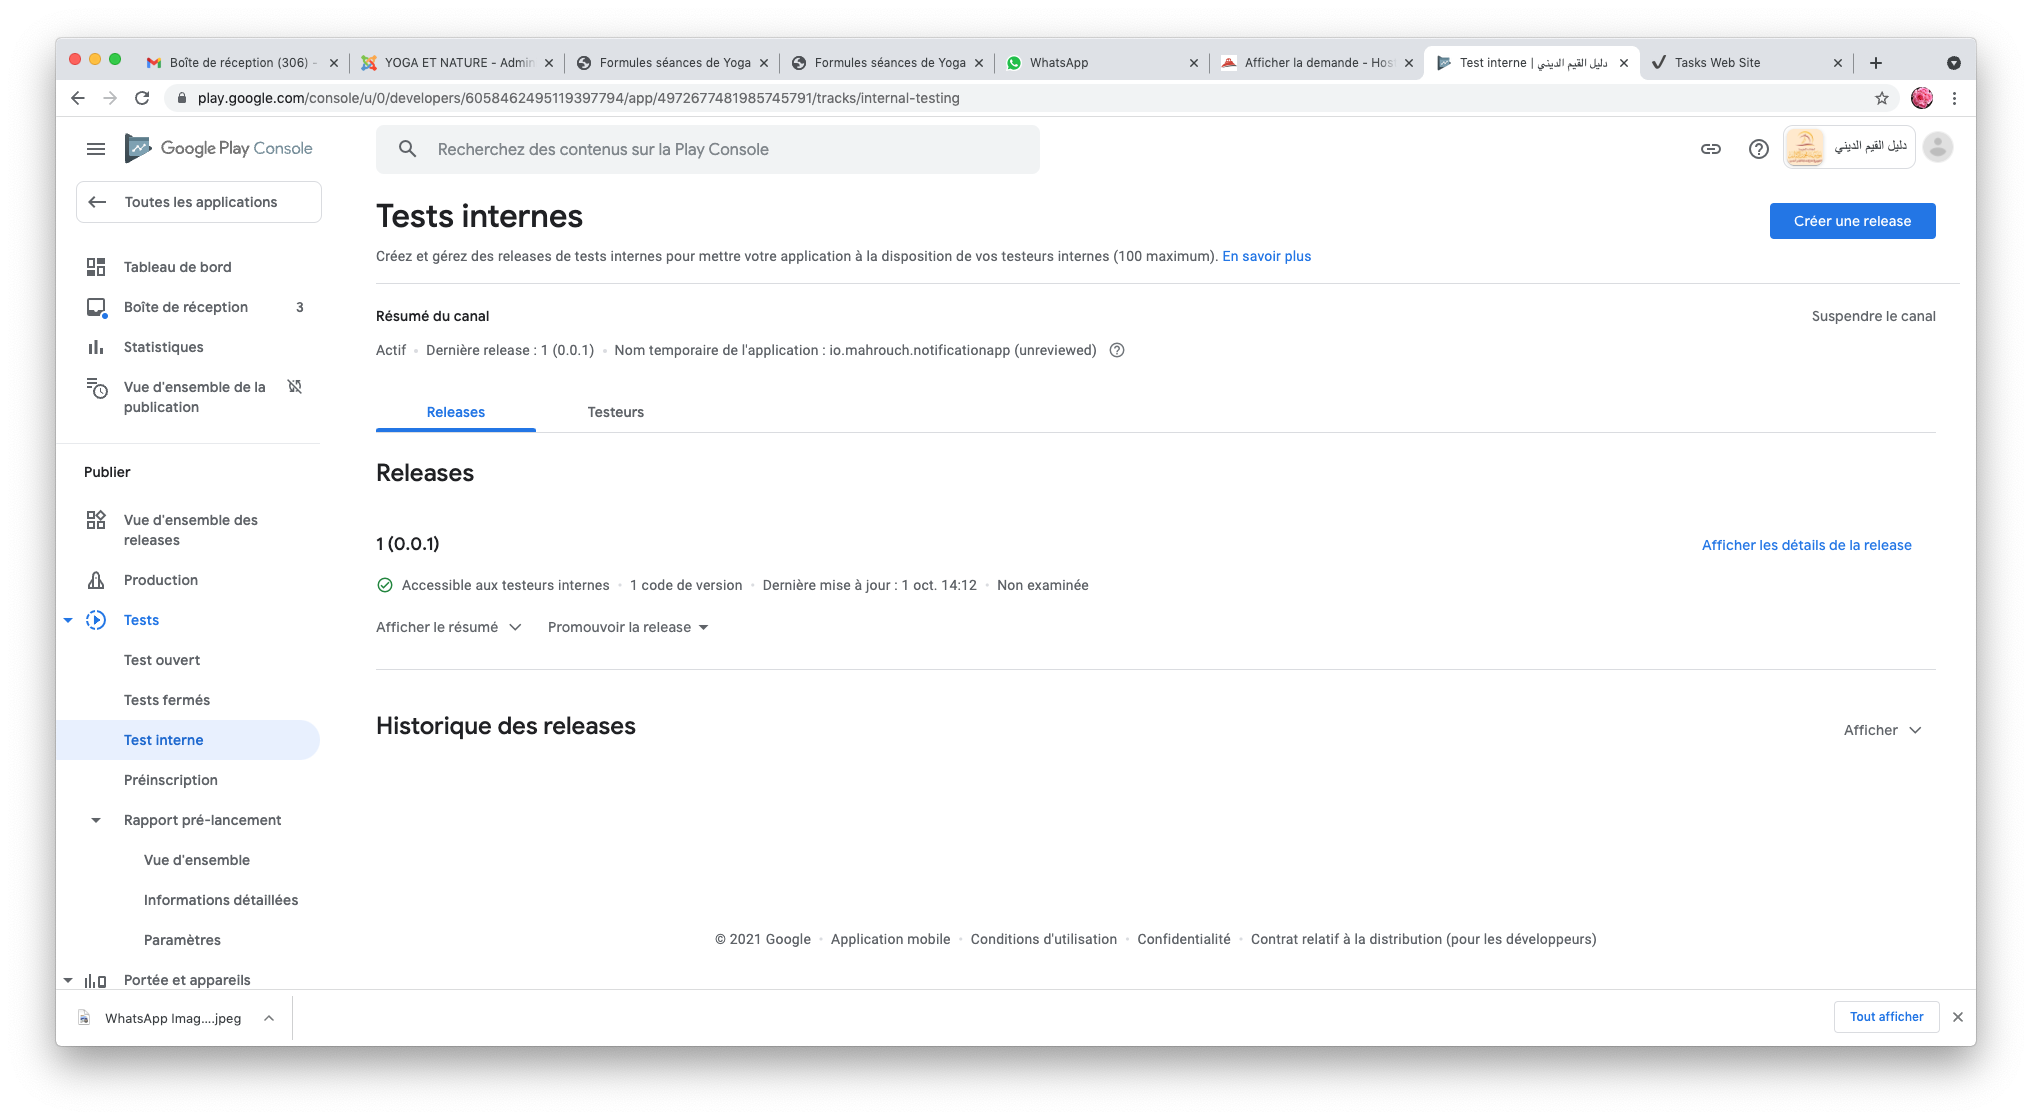 Boîte de réception (306) -
YOGA ET NATURE - Admin
Formules séances de Yoga
Formules séances de Yoga
WhatsApp
Afficher la demande - Hos
Test interne | دليل القيم الديني
Tasks Web Site
play.google.com/console/u/0/developers/6058462495119397794/app/4972677481985745791/tracks/internal-testing
Google Play Console
Recherchez des contenus sur la Play Console
دليل القيم الديني
Toutes les applications
Tableau de bord
Boîte de réception 3
Statistiques
Vue d'ensemble de la
publication
Publier
Vue d'ensemble des
releases
Production
Tests
Test ouvert
Tests fermés
Test interne
Préinscription
Rapport pré-lancement
Vue d'ensemble
Informations détaillées
Paramètres
Portée et appareils
Tests internes
Créer une release
Créez et gérez des releases de tests internes pour mettre votre application à la disposition de vos testeurs internes (100 maximum). En savoir plus
Résumé du canal
Suspendre le canal
Actif • Dernière release : 1 (0.0.1) • Nom temporaire de l'application : io.mahrouch.notificationapp (unreviewed)
Releases
Testeurs
Releases
1 (0.0.1)
Afficher les détails de la release
Accessible aux testeurs internes • 1 code de version • Dernière mise à jour : 1 oct. 14:12 • Non examinée
Afficher le résumé
Promouvoir la release
Historique des releases
Afficher
© 2021 Google • Application mobile • Conditions d'utilisation • Confidentialité • Contrat relatif à la distribution (pour les développeurs)
WhatsApp Imag....jpeg
Tout afficher